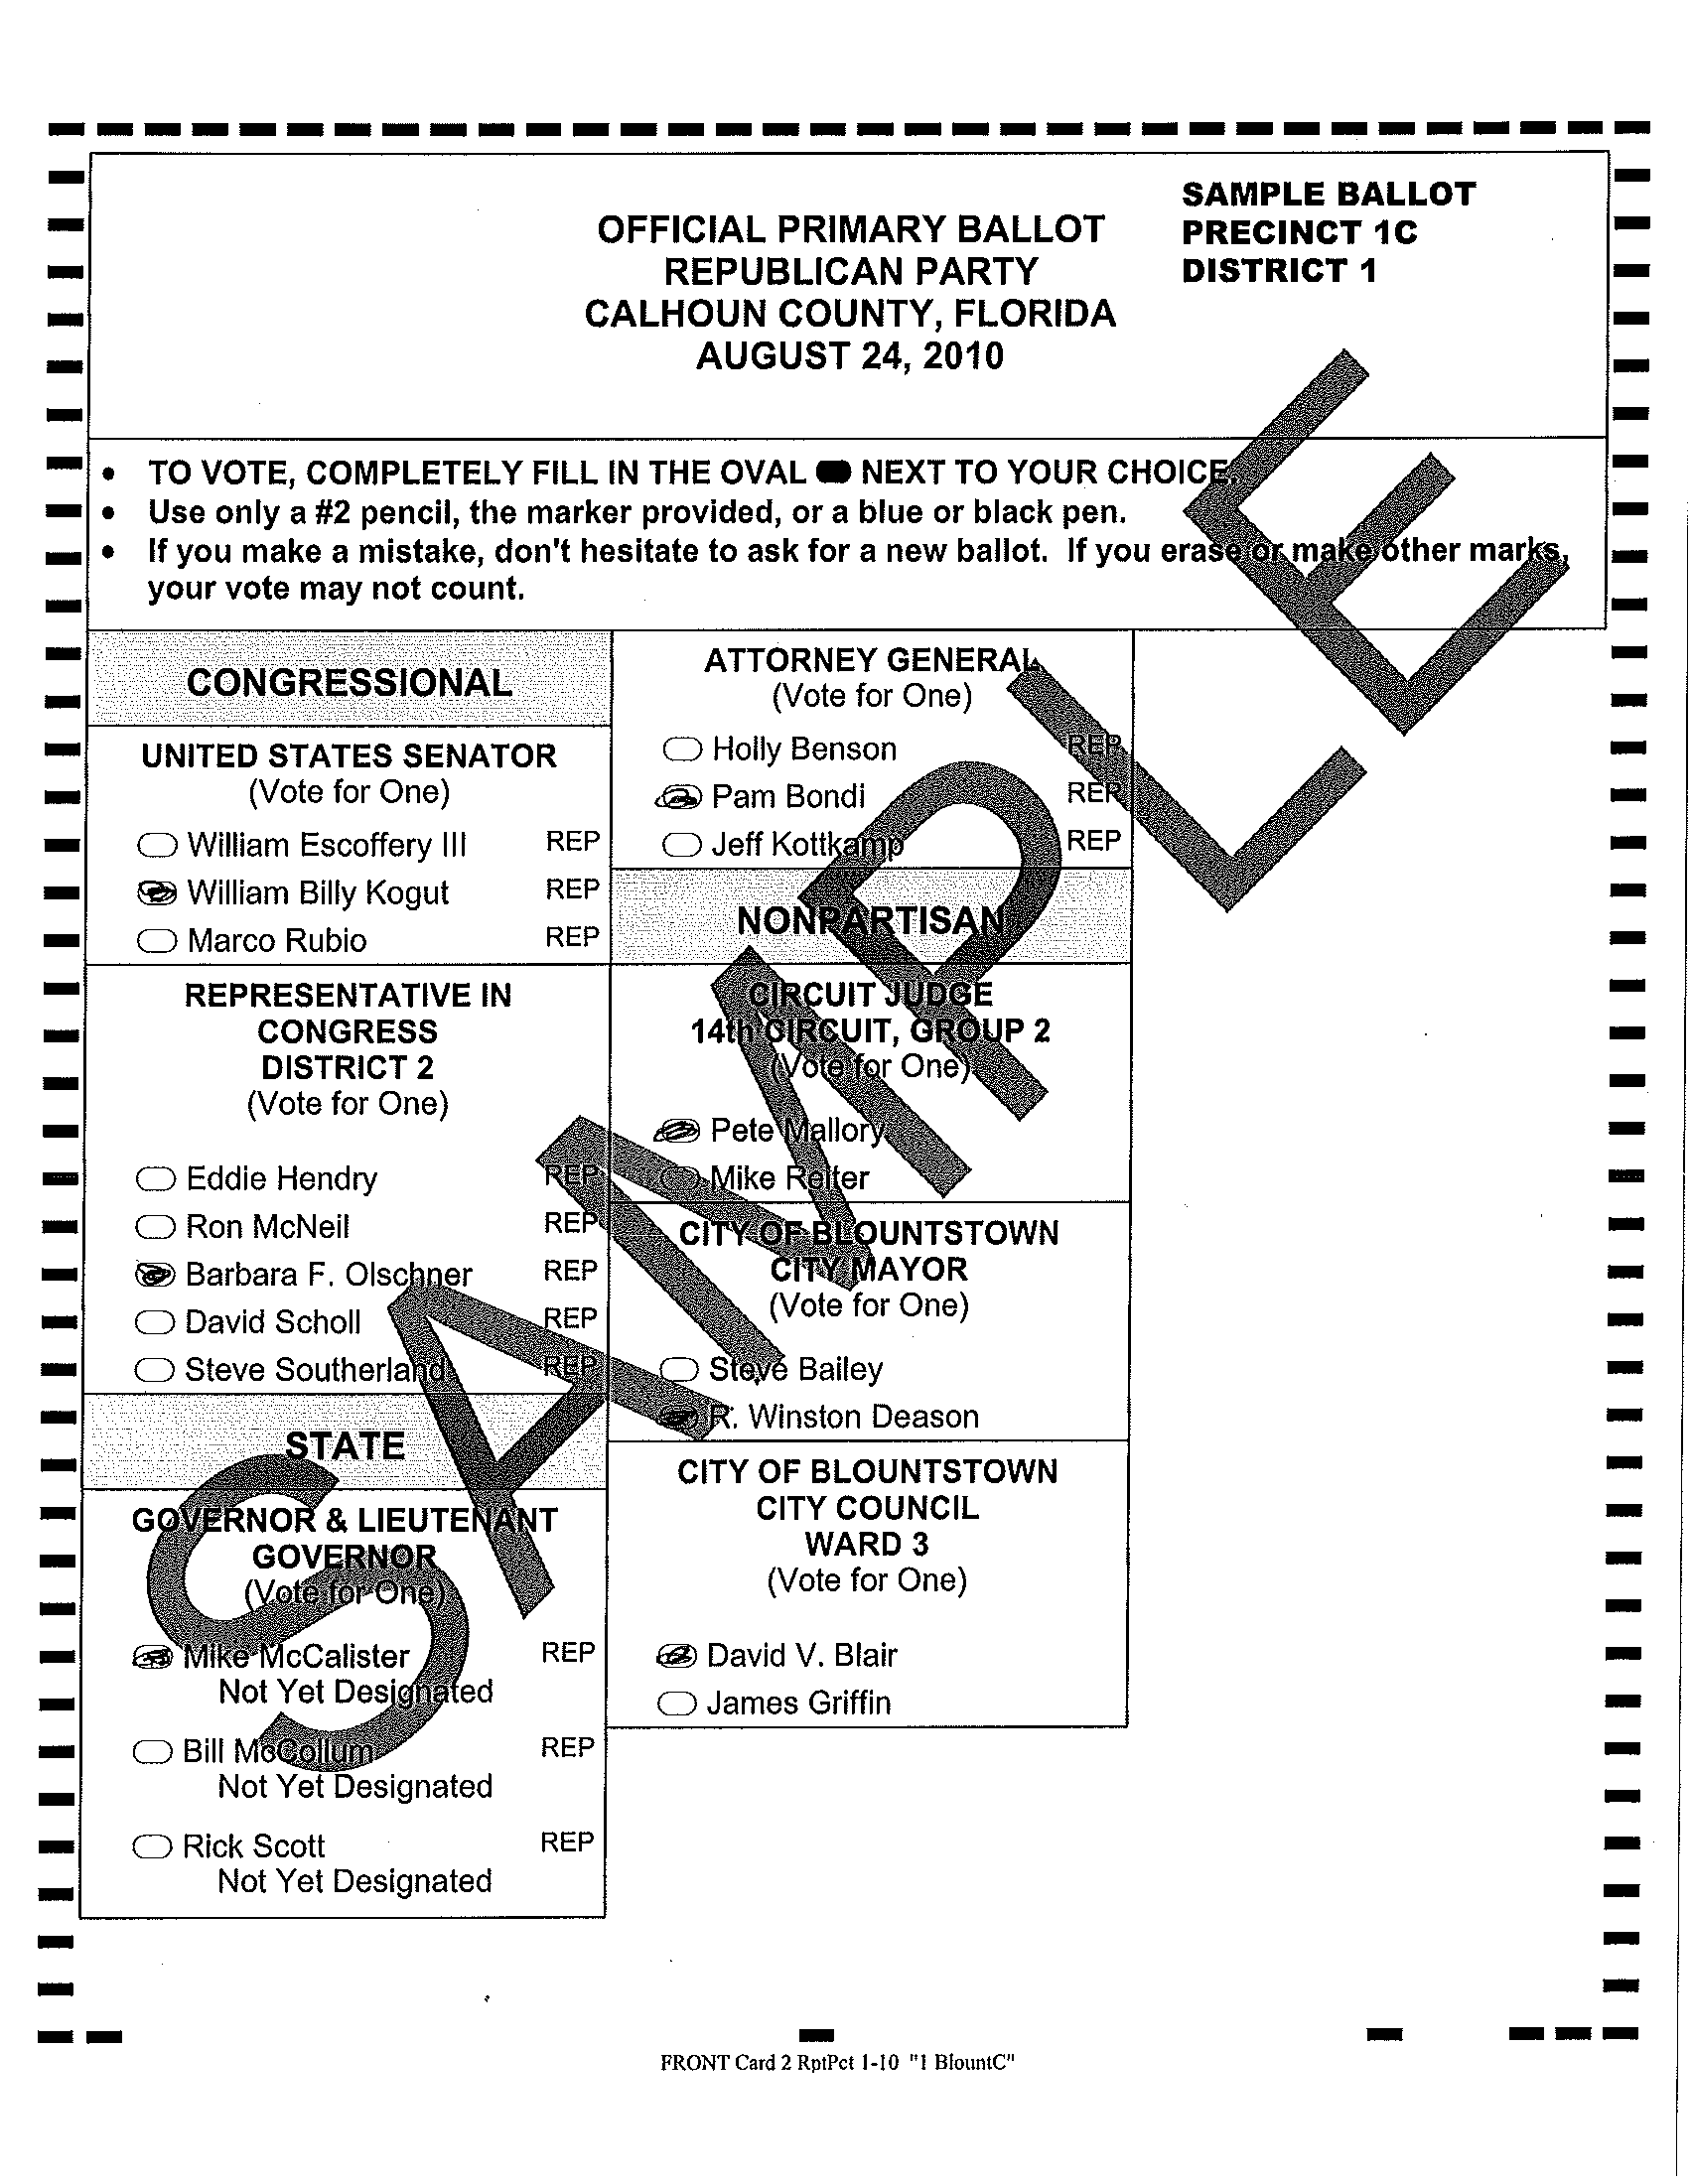 OFFICIAL PRIMARY BALLOT
REPUBLICAN PARTY
CALHOUN COUNTY, FLORIDA
AUGUST 24, 2010
SAMPLE BALLOT
PRECINCT 1C
DISTRICT 1
• TO VOTE, COMPLETELY FILL IN THE OVAL NEXT TO YOUR CHOICE.
• Use only a #2 pencil, the marker provided, or a blue or black pen.
• If you make a mistake, don't hesitate to ask for a new ballot. If you erase or make other marks,
your vote may not count.
CONGRESSIONAL
UNITED STATES SENATOR
(Vote for One)
William Escoffery III REP
William Billy Kogut REP
Marco Rubio REP
REPRESENTATIVE IN
CONGRESS
DISTRICT 2
(Vote for One)
Eddie Hendry REP
Ron McNeil REP
Barbara F. Olschner REP
David Scholl REP
Steve Southerland REP
STATE
GOVERNOR & LIEUTENANT
GOVERNOR
(Vote for One)
Mike McCalister REP
Not Yet Designated
Bill McCollum REP
Not Yet Designated
Rick Scott REP
Not Yet Designated
ATTORNEY GENERAL
(Vote for One)
Holly Benson REP
Pam Bondi REP
Jeff Kottkamp REP
NONPARTISAN
CIRCUIT JUDGE
14th CIRCUIT, GROUP 2
(Vote for One)
Pete Mallory
Mike Reiter
CITY OF BLOUNTSTOWN
CITY MAYOR
(Vote for One)
Steve Bailey
R. Winston Deason
CITY OF BLOUNTSTOWN
CITY COUNCIL
WARD 3
(Vote for One)
David V. Blair
James Griffin
SAMPLE
FRONT Card 2 RptPct 1-10 "1 BlountC"